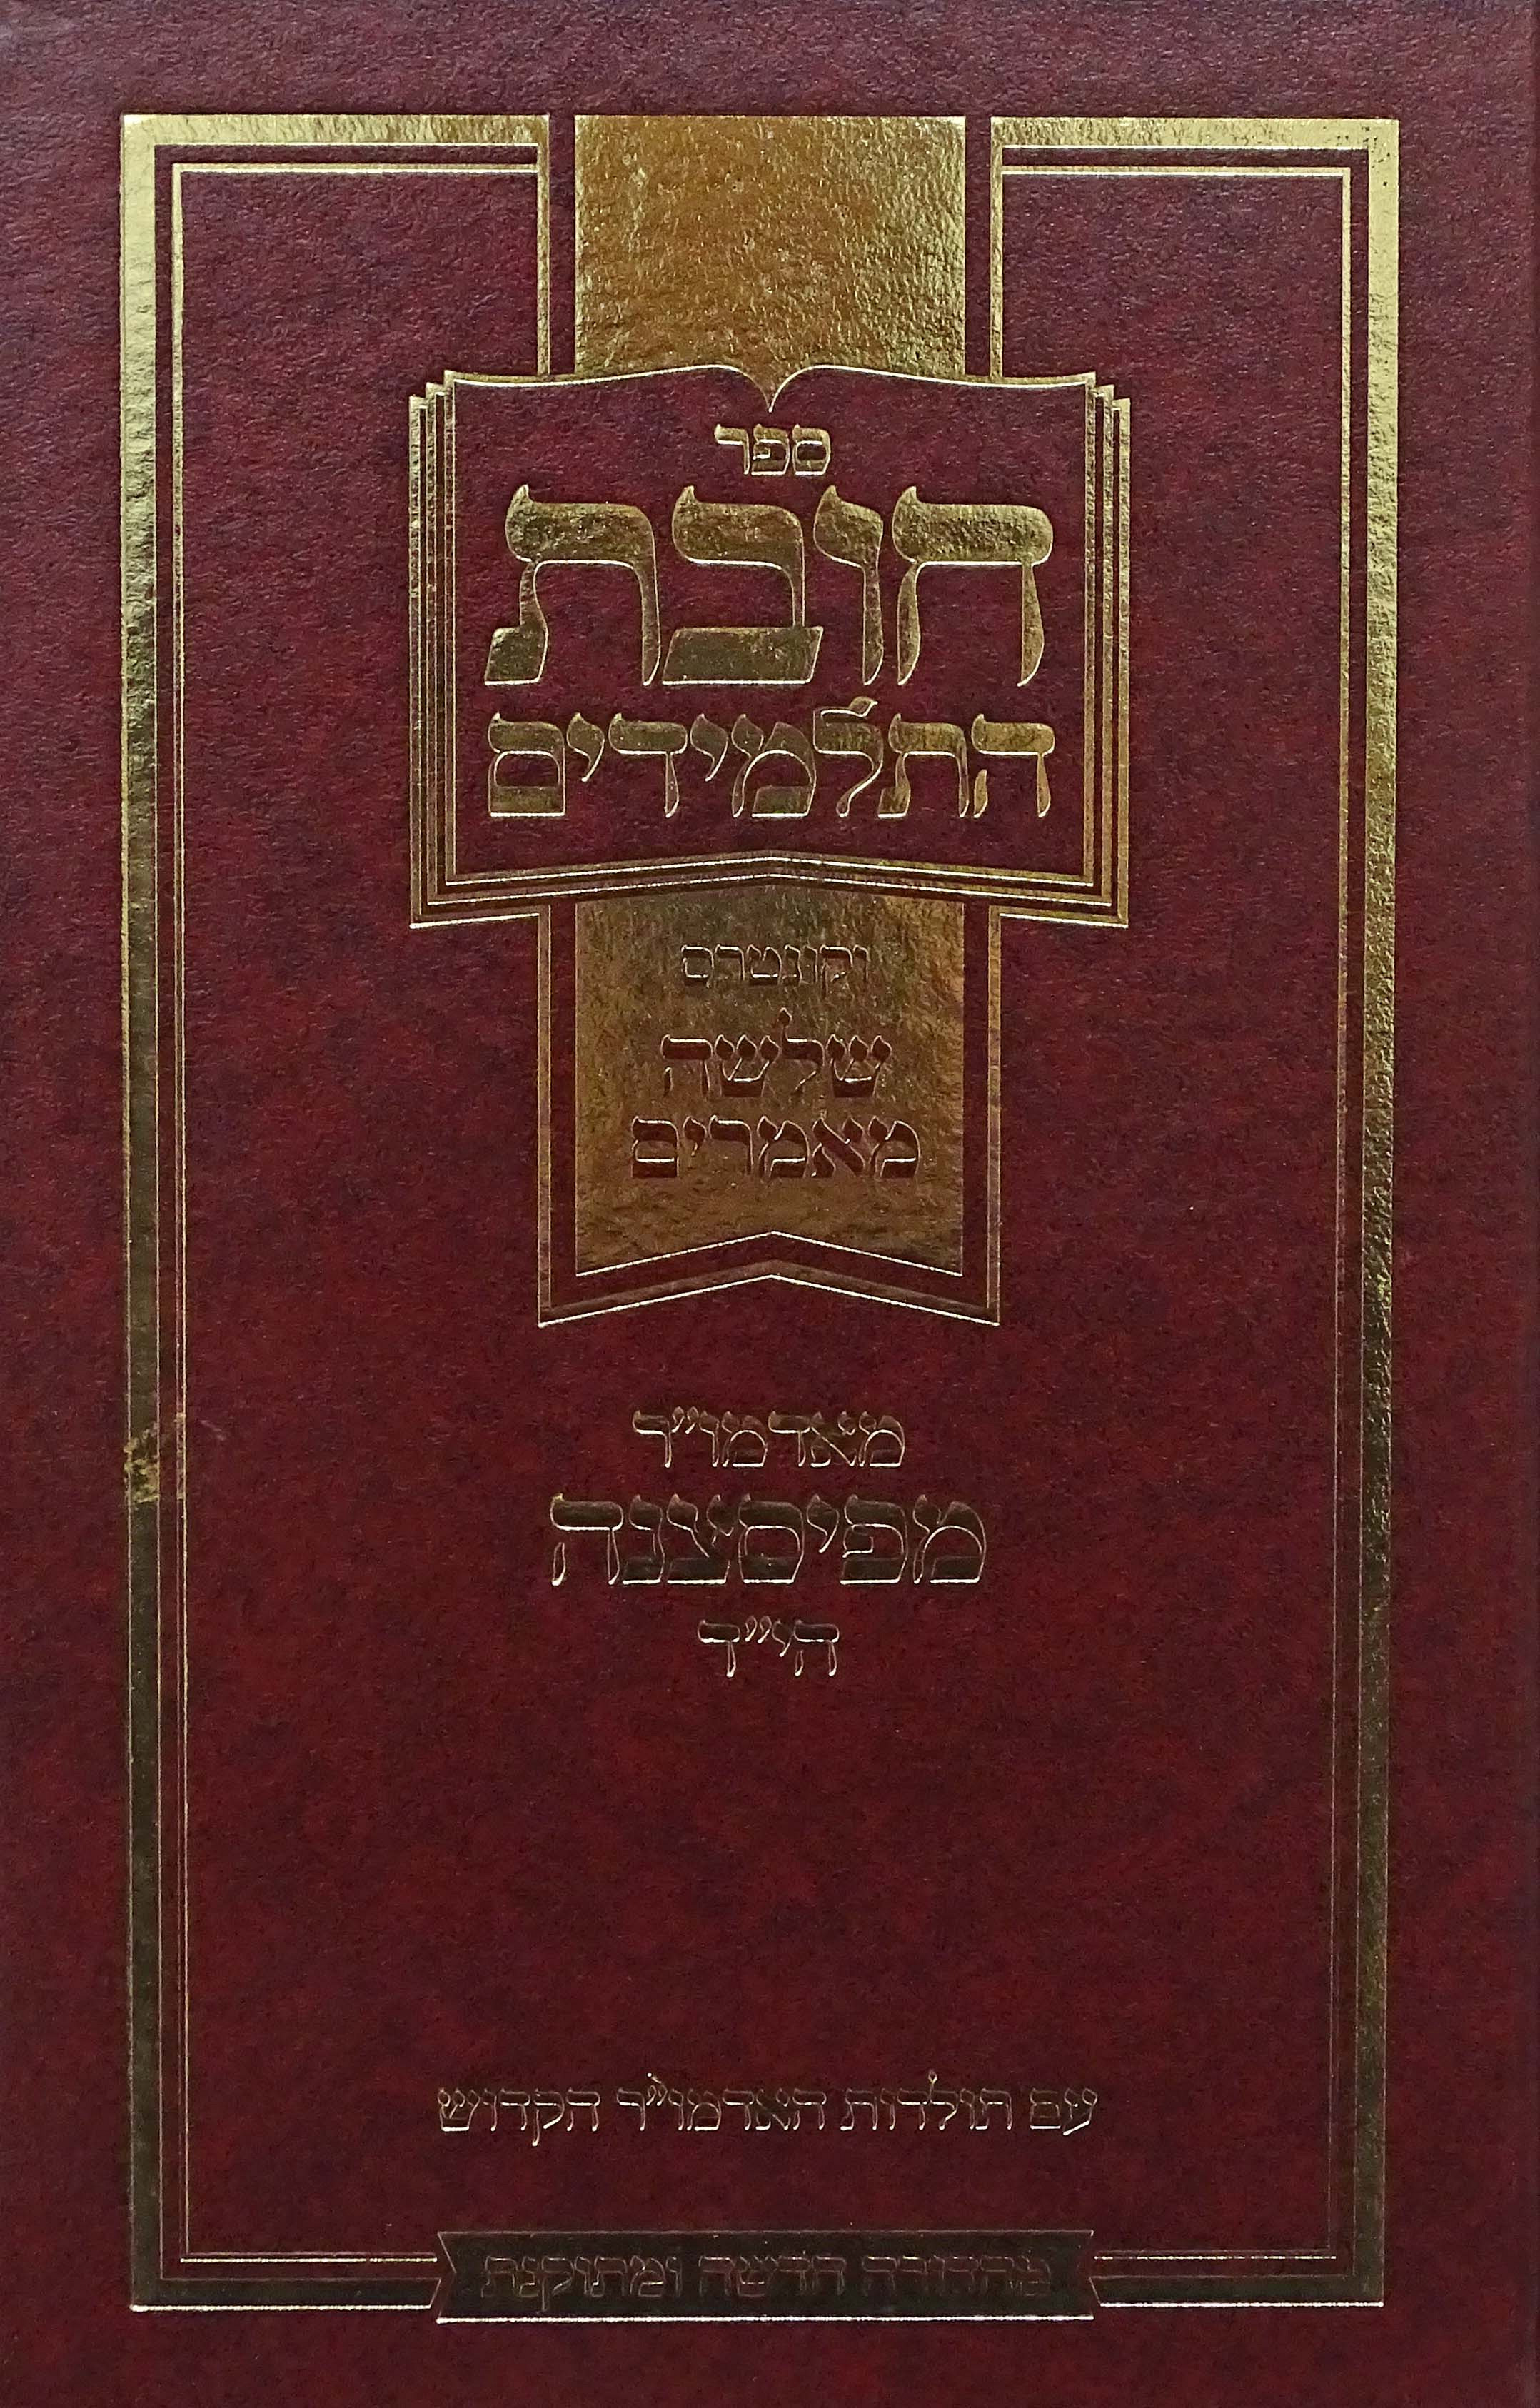 ספר
חובת
התלמידים
וקונטרס
שלשה
מאמרים
מאדמו״ר
מפיסצנה
הי״ד
עם תולדות האדמו״ר הקדוש
מהדורה חדשה ומתוקנת